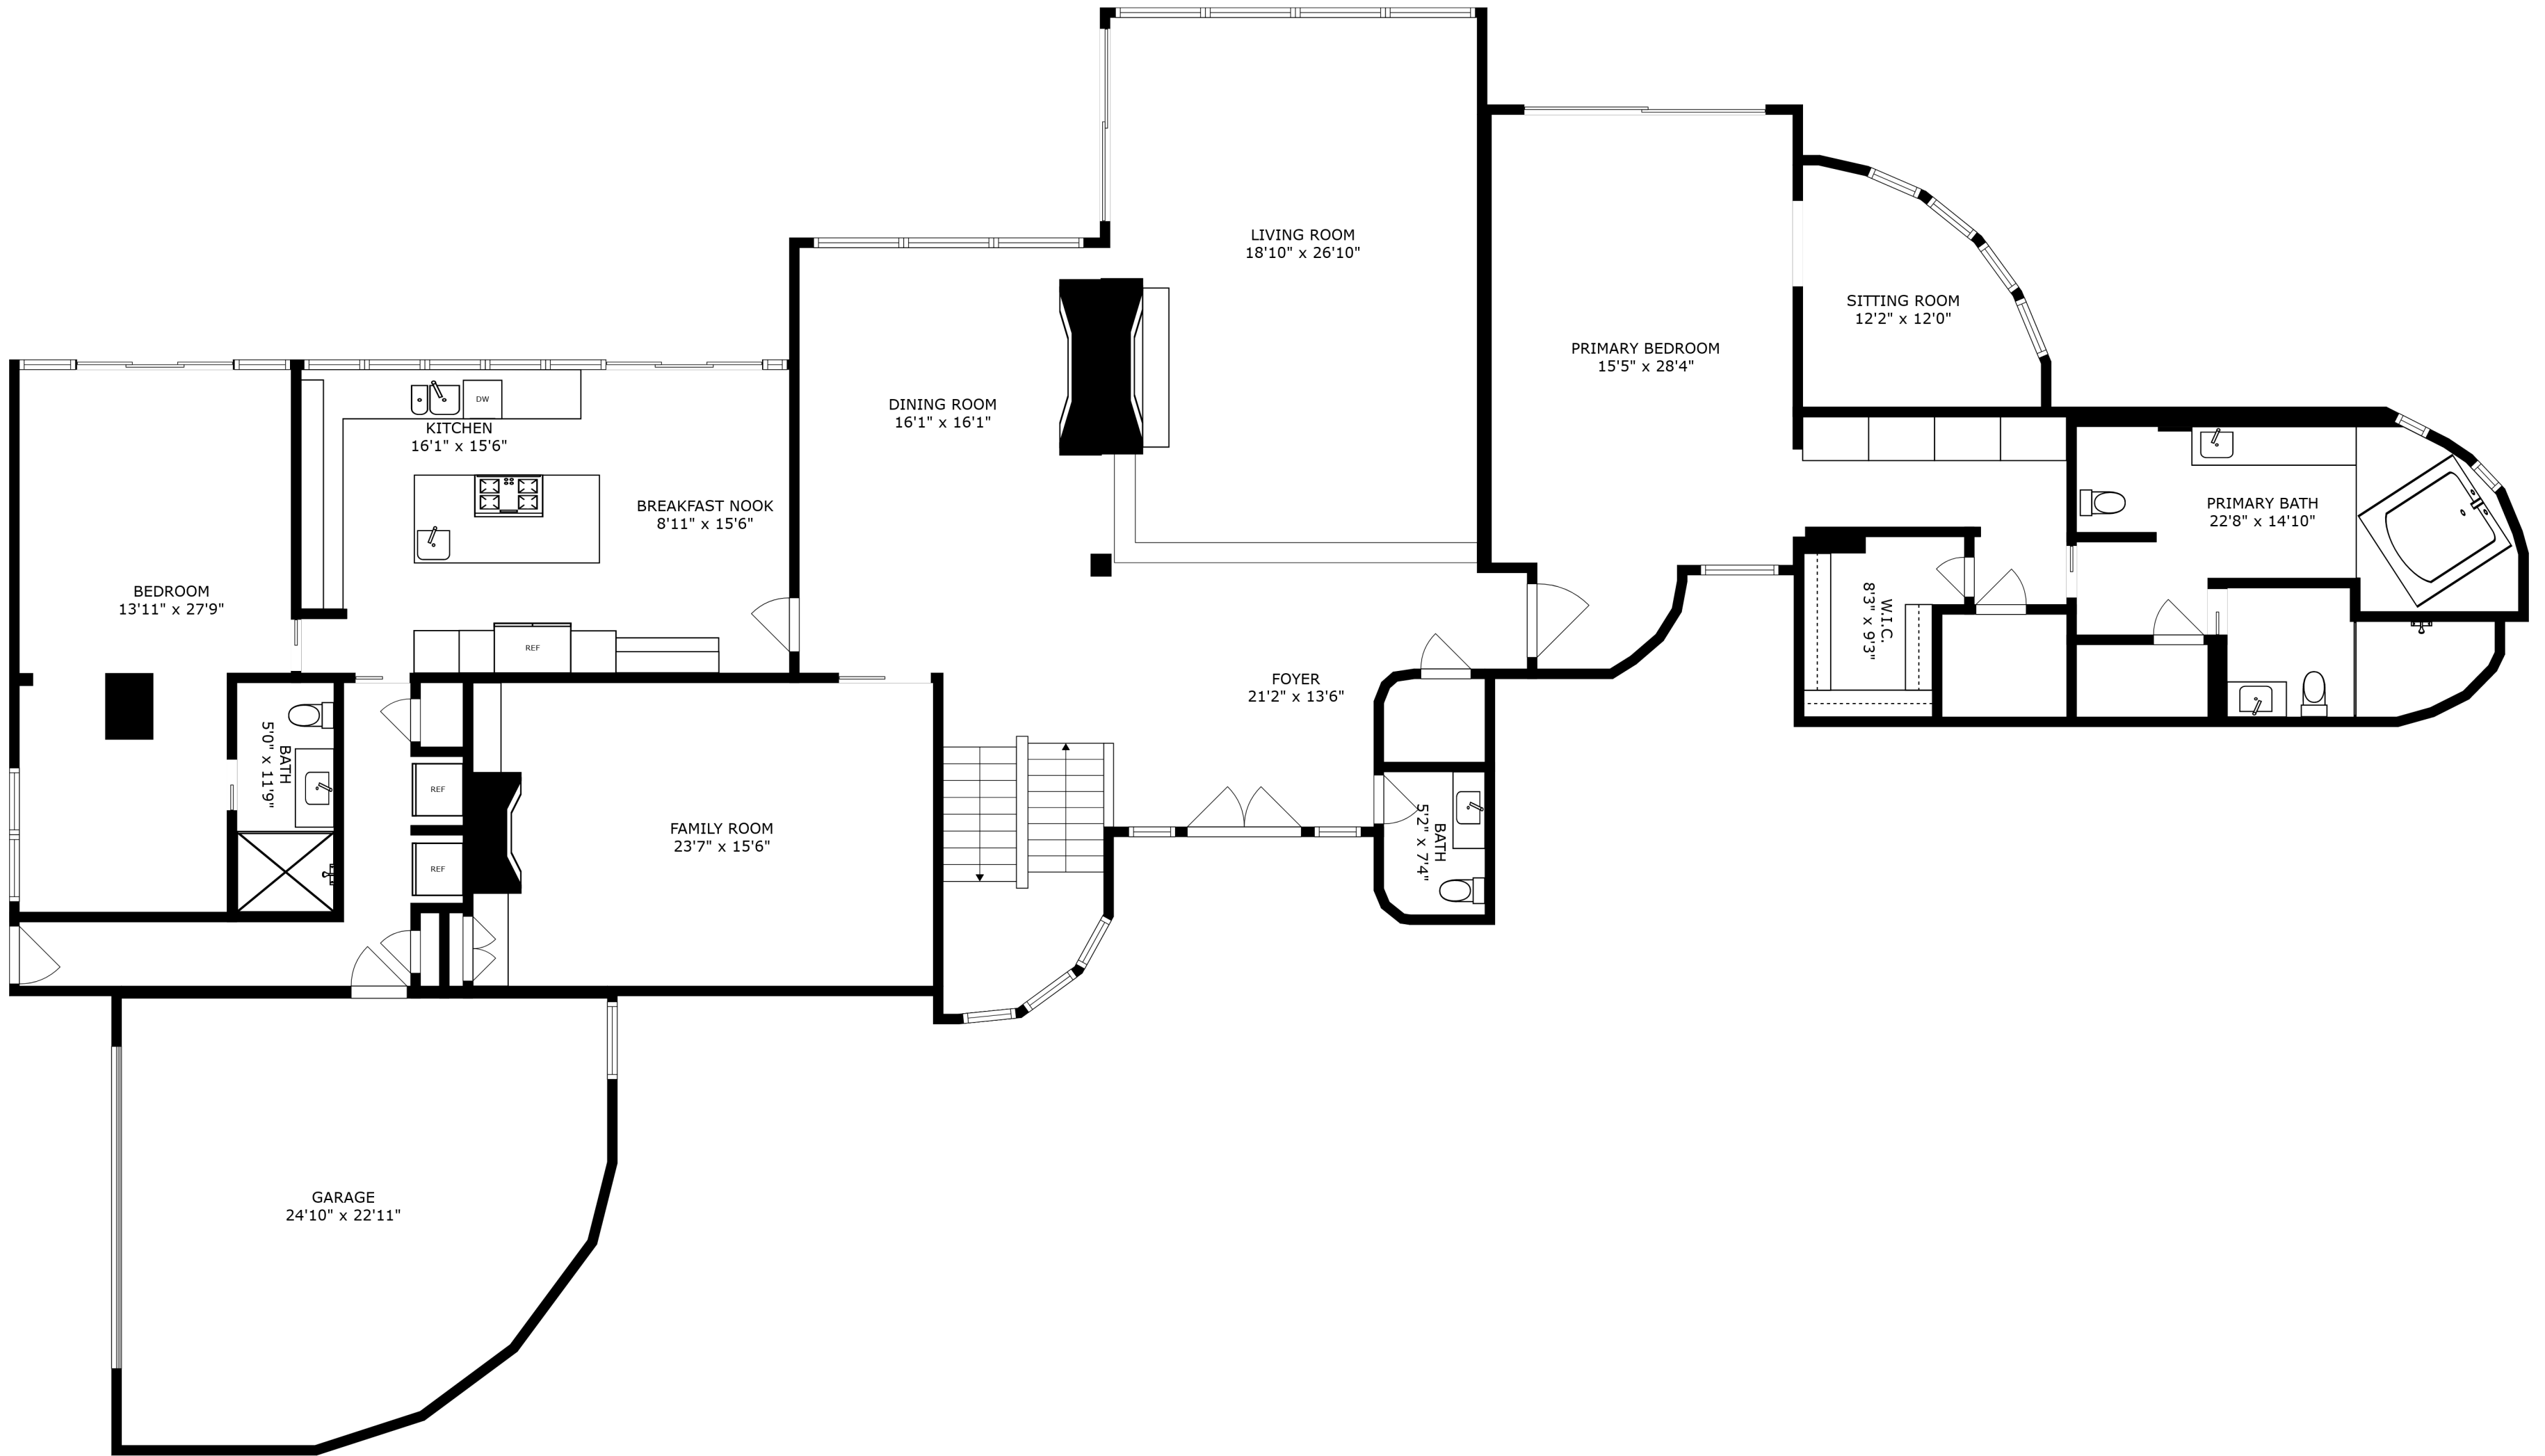 LIVING ROOM
18'10" x 26'10"
SITTING ROOM
12'2" x 12'0"
PRIMARY BEDROOM
15'5" x 28'4"
DINING ROOM
16'1" x 16'1"
DW
KITCHEN
16'1" x 15'6"
BREAKFAST NOOK
8'11" x 15'6"
PRIMARY BATH
22'8" x 14'10"
BEDROOM
13'11" x 27'9"
W.I.C.
8'3" x 9'3"
REF
FOYER
21'2" x 13'6"
BATH
5'0" x 11'9"
REF
FAMILY ROOM
23'7" x 15'6"
BATH
5'2" x 7'4"
REF
GARAGE
24'10" x 22'11"